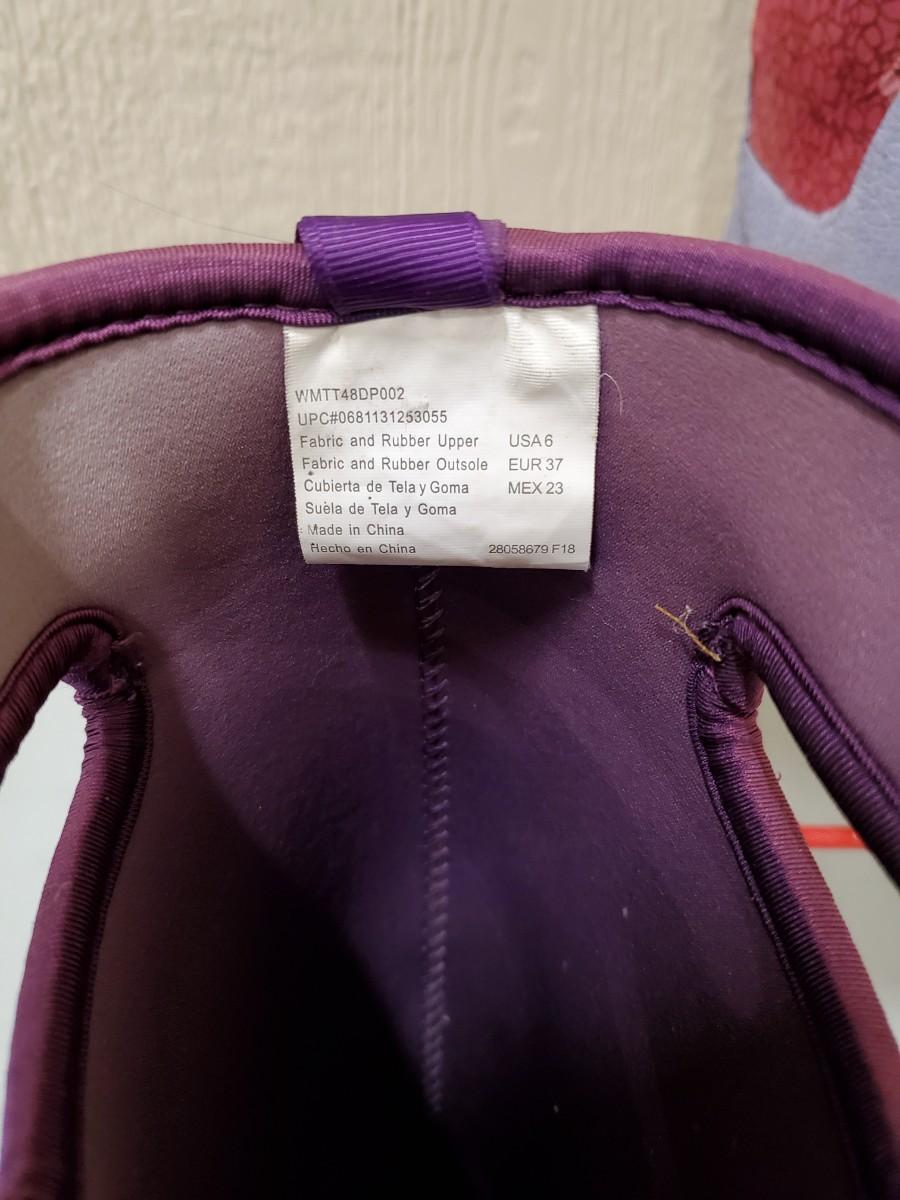 WMTT48DP002
UPC#0681131253055
Fabric and Rubber Upper USA 6
Fabric and Rubber Outsole EUR 37
Cubierta de Tela y Goma MEX 23
Suela de Tela y Goma
Made in China
Hecho en China 28058679 F18